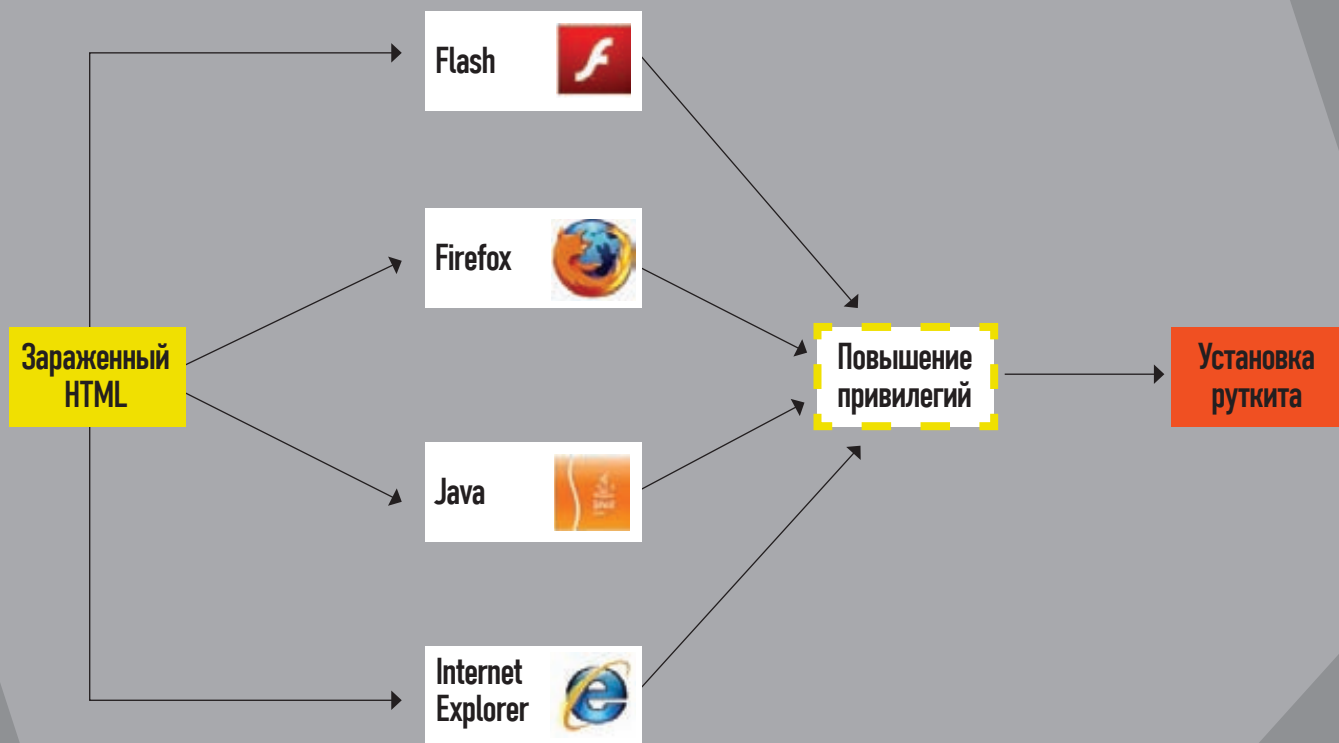 Flash
Firefox
Зараженный
HTML
Повышение
привилегий
Установка
руткита
Java
Internet
Explorer